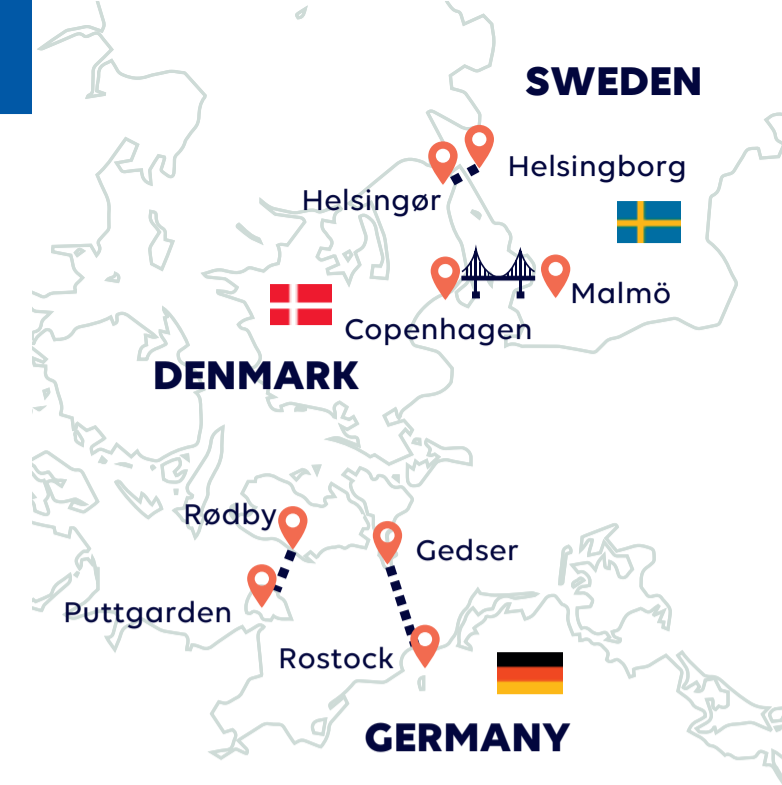 SWEDEN
Helsingborg
Helsingør
Malmö
Copenhagen
DENMARK
Rødby
Gedser
Puttgarden
Rostock
GERMANY